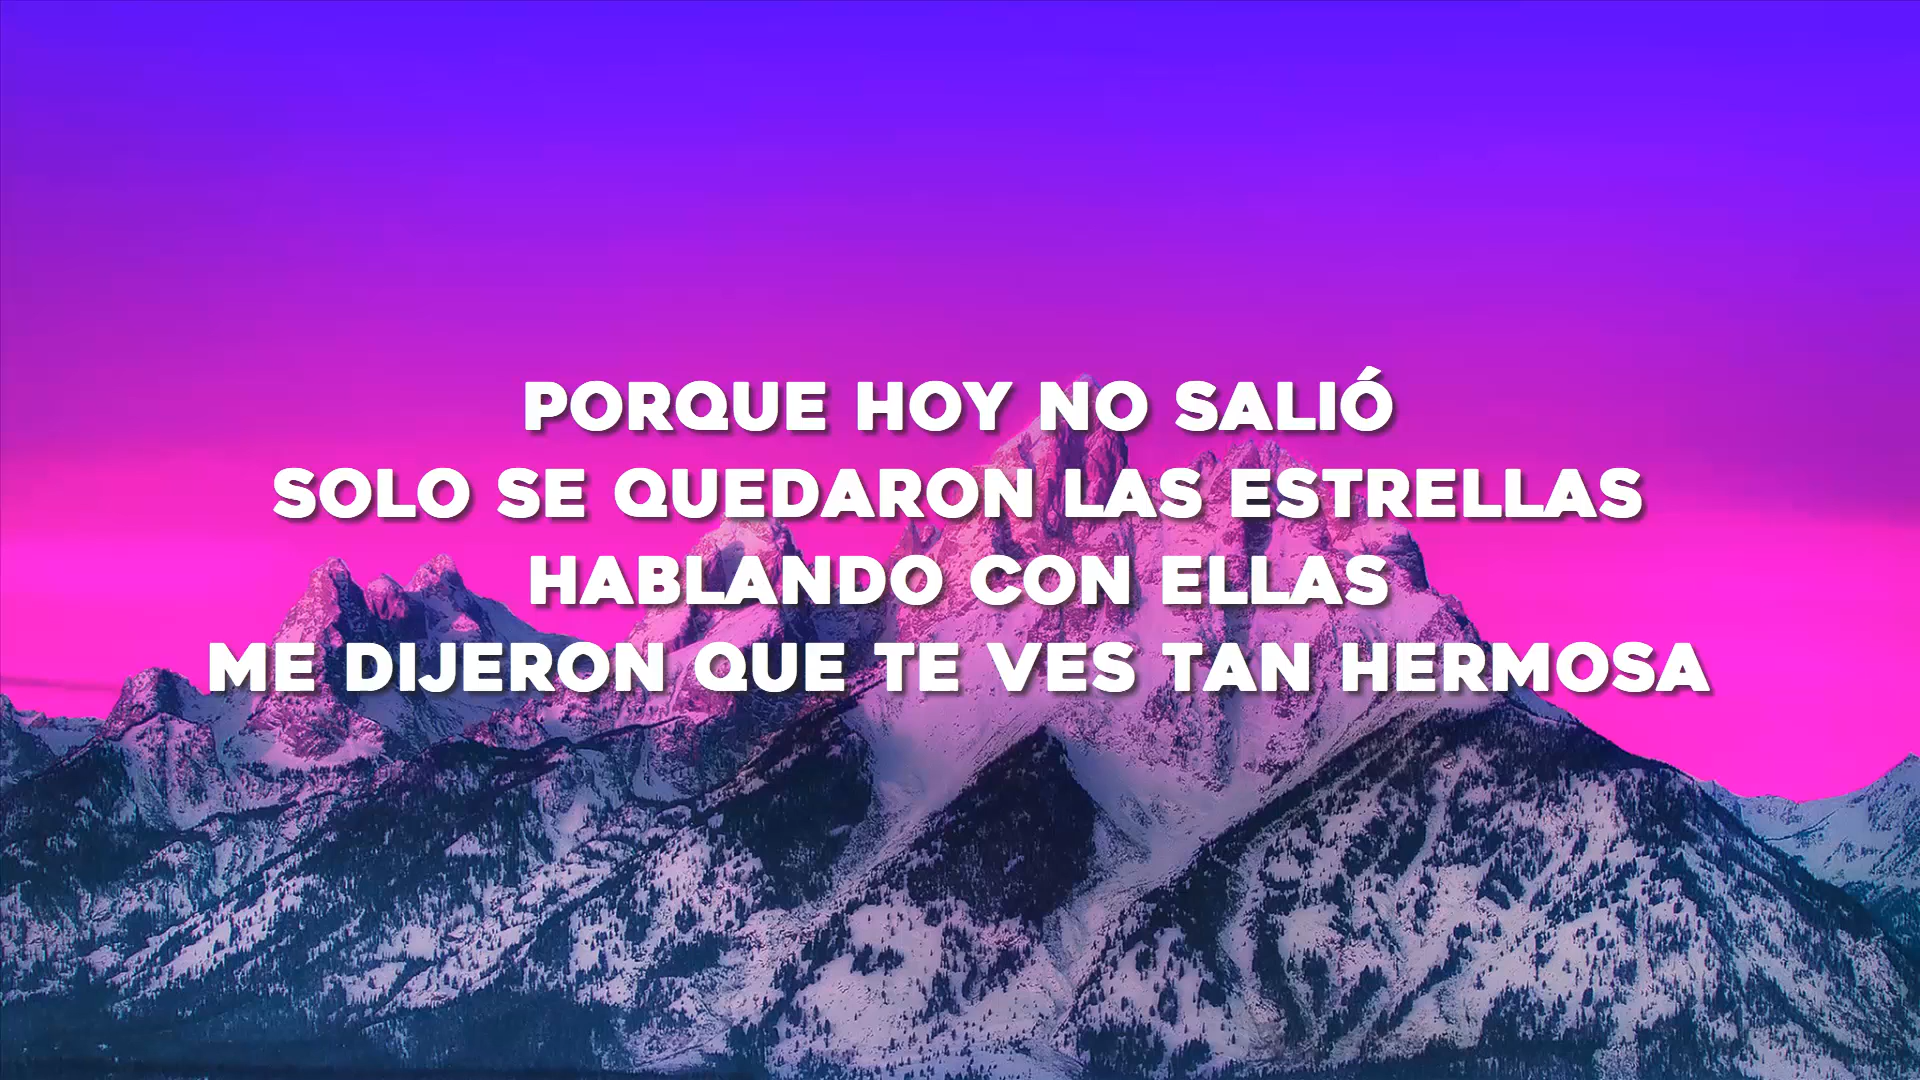 PORQUE HOY NO SALIÓ
SOLO SE QUEDARON LAS ESTRELLAS
HABLANDO CON ELLAS
ME DIJERON QUE TE VES TAN HERMOSA